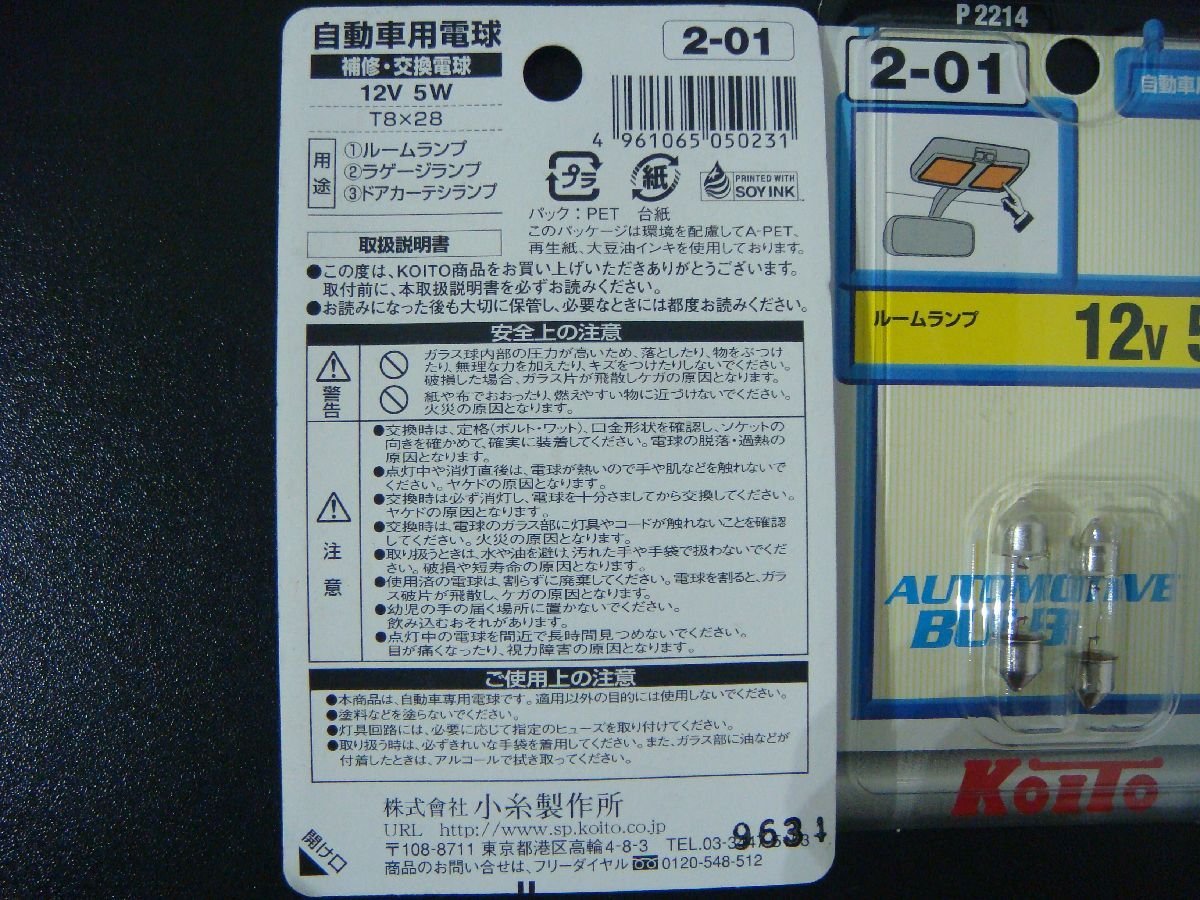 自動車用電球
補修・交換電球
12V 5W
T8×28
用途
①ルームランプ
②ラゲージランプ
③ドアカーテシランプ
2-01
4 961065 050231
プラ
紙
PRINTED WITH
SOY INK
パック：PET 台紙
このパッケージは環境を配慮してA-PET、
再生紙、大豆油インキを使用しております。
取扱説明書
●この度は、KOITO商品をお買い上げいただきありがとうございます。
取付前に、本取扱説明書を必ずお読みください。
●お読みになった後も大切に保管し、必要なときには都度お読みください。
安全上の注意
警告
ガラス球内部の圧力が高いため、落としたり、物をぶつけ
たり、無理な力を加えたり、キズをつけたりしないでください。
破損した場合、ガラス片が飛散しケガの原因となります。
紙や布でおおったり、燃えやすい物に近づけないでください。
火災の原因となります。
注意
●交換時は、定格(ボルト・ワット)、口金形状を確認し、ソケットの
向きを確かめて、確実に装着してください。電球の脱落・過熱の
原因となります。
●点灯中や消灯直後は、電球が熱いので手や肌などを触れないで
ください。ヤケドの原因となります。
●交換時は必ず消灯し、電球を十分さましてから交換してください。
ヤケドの原因となります。
●交換時は、電球のガラス部に灯具やコードが触れないことを確認
してください。火災の原因となります。
●取り扱うときは、水や油を避け、汚れた手や手袋で扱わないでくだ
さい。破損や短寿命の原因となります。
●使用済の電球は、割らずに廃棄してください。電球を割ると、ガラ
ス破片が飛散し、ケガの原因となります。
●幼児の手の届く場所に置かないでください。
飲み込むおそれがあります。
●点灯中の電球を間近で長時間見つめないでください。
目が痛くなったり、視力障害の原因となります。
ご使用上の注意
●本商品は、自動車専用電球です。適用以外の目的には使用しないでください。
●塗料などを塗らないでください。
●灯具回路には、必要に応じて指定のヒューズを取り付けてください。
●取り扱う時は、必ずきれいな手袋を着用してください。また、ガラス部に油などが
付着したときは、アルコールで拭き取ってください。
株式會社 小糸製作所
URL http://www.sp.koito.co.jp
〒108-8711 東京都港区高輪4-8-3 TEL.03-
9631
商品のお問い合せは、フリーダイヤル 0120-548-512
開け口
P2214
2-01
自動車
ルームランプ
12V 5
AUTOMOTIVE
BULB
KOITO